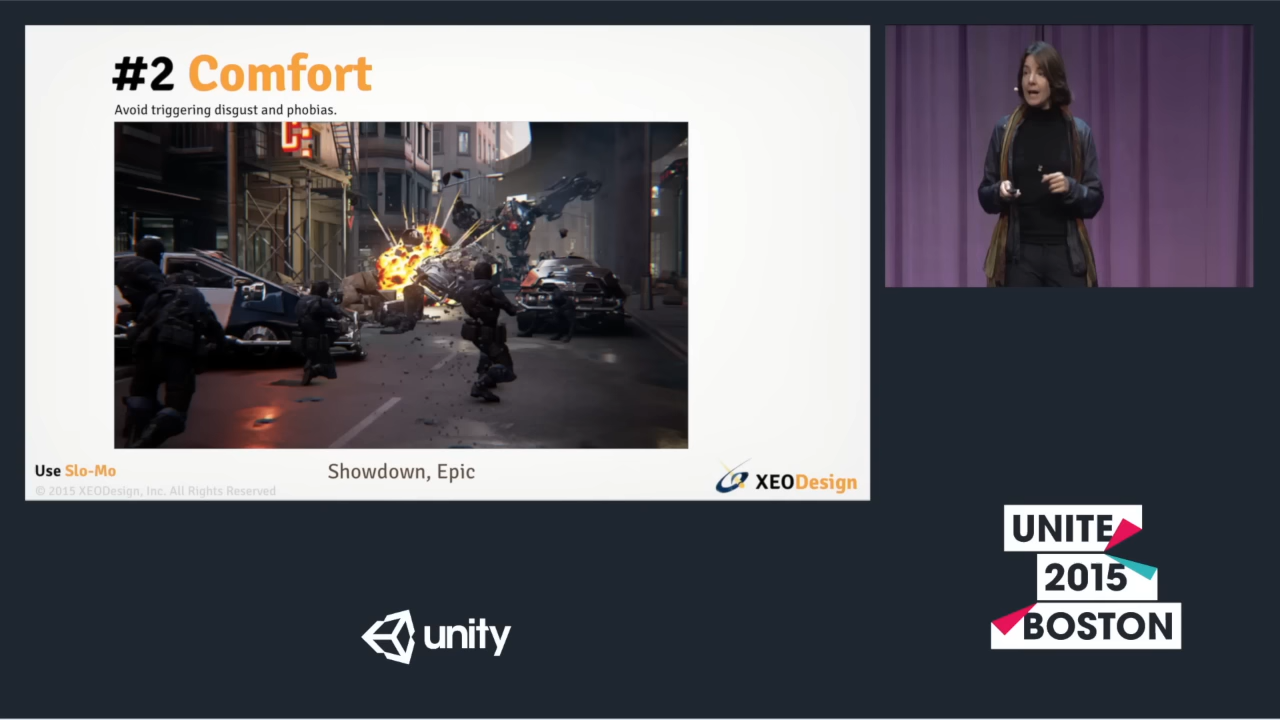 #2 Comfort
Avoid triggering disgust and phobias.
Use Slo-Mo
Showdown, Epic
XEODesign
© 2015 XEODesign, Inc. All Rights Reserved
UNITE
2015
BOSTON
unity